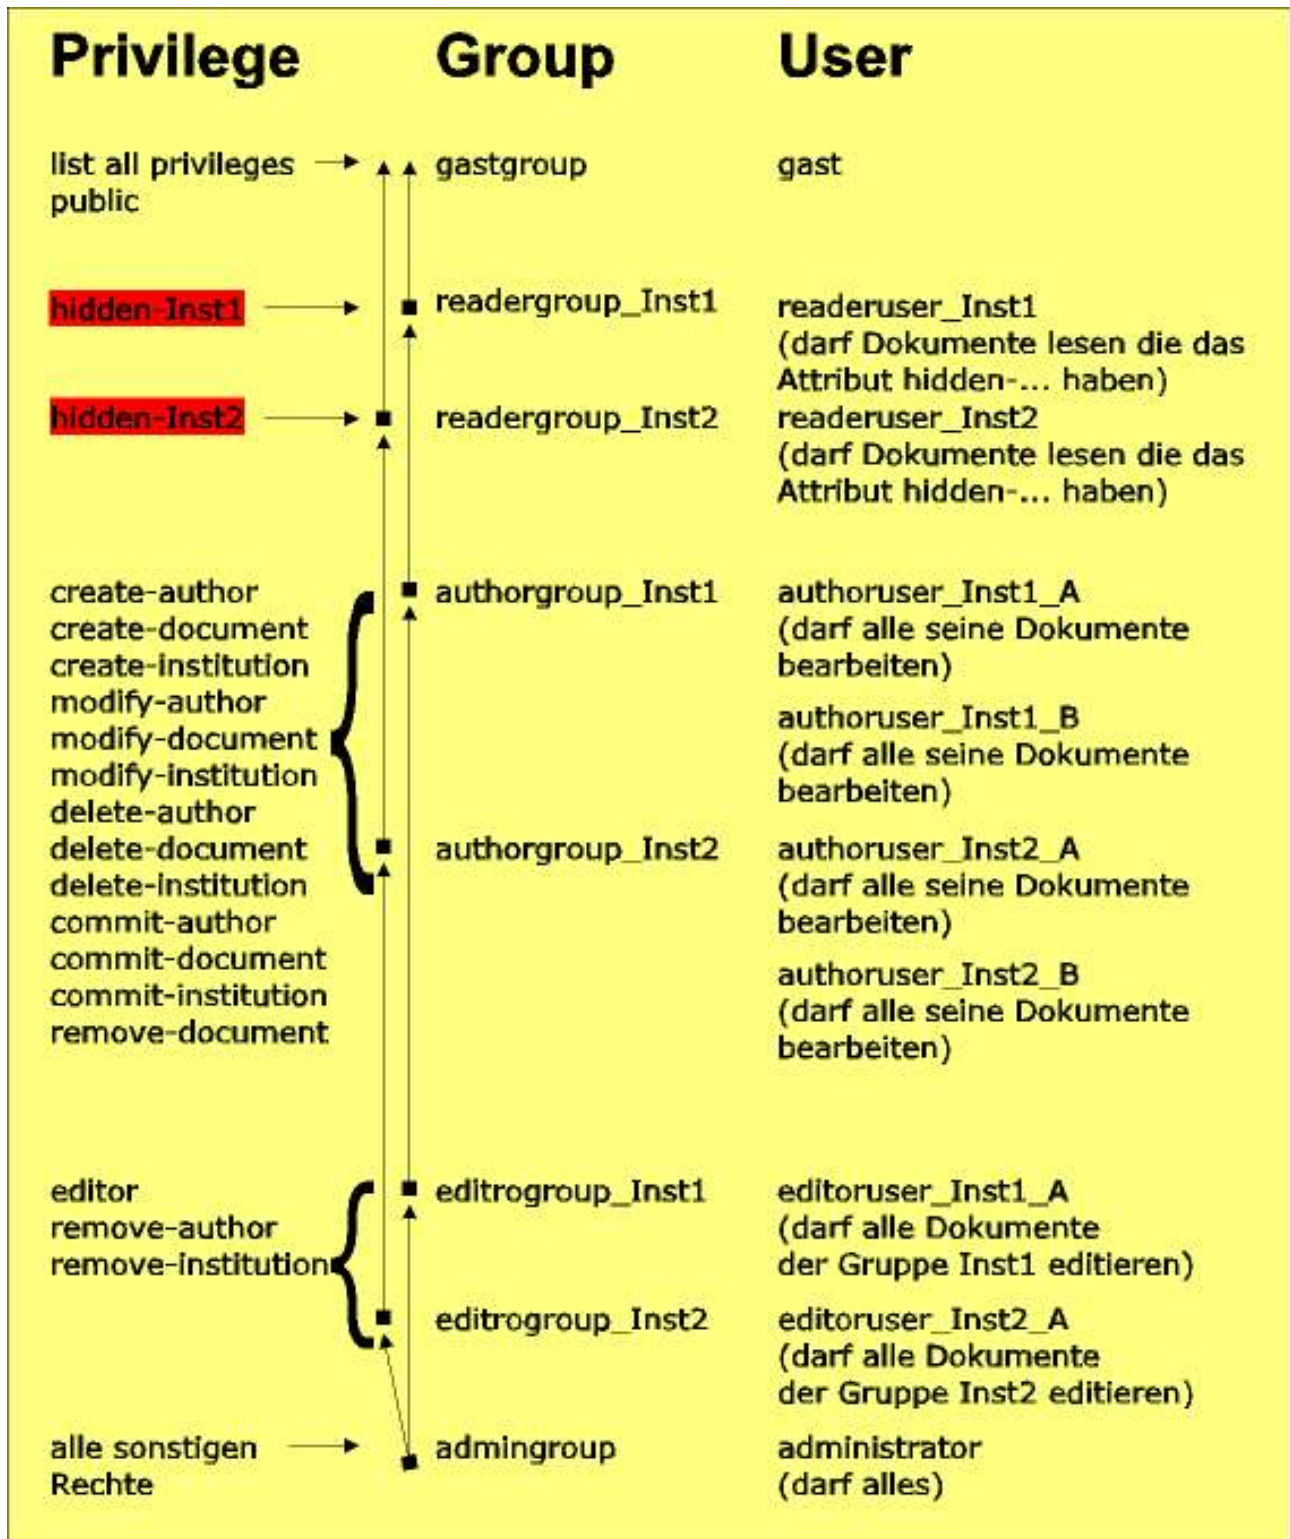 Privilege Group User
list all privileges gastgroup gast
public
hidden-Inst1 readergroup_Inst1 readeruser_Inst1
(darf Dokumente lesen die das
Attribut hidden-... haben)
hidden-Inst2 readergroup_Inst2 readeruser_Inst2
(darf Dokumente lesen die das
Attribut hidden-... haben)
create-author authorgroup_Inst1 authoruser_Inst1_A
create-document (darf alle seine Dokumente
create-institution bearbeiten)
modify-author authoruser_Inst1_B
modify-document (darf alle seine Dokumente
modify-institution bearbeiten)
delete-author
delete-document authorgroup_Inst2 authoruser_Inst2_A
delete-institution (darf alle seine Dokumente
commit-author bearbeiten)
commit-document authoruser_Inst2_B
commit-institution (darf alle seine Dokumente
remove-document bearbeiten)
editor editrogroup_Inst1 editoruser_Inst1_A
remove-author (darf alle Dokumente
remove-institution der Gruppe Inst1 editieren)
editrogroup_Inst2 editoruser_Inst2_A
(darf alle Dokumente
der Gruppe Inst2 editieren)
alle sonstigen admingroup administrator
Rechte (darf alles)